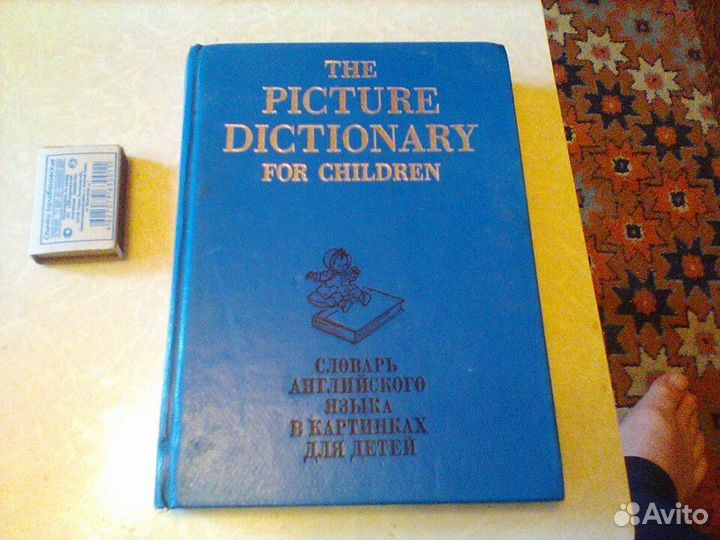 THE
PICTURE
DICTIONARY
FOR CHILDREN
СЛОВАРЬ
АНГЛИЙСКОГО
ЯЗЫКА
В КАРТИНКАХ
ДЛЯ ДЕТЕЙ
Avito